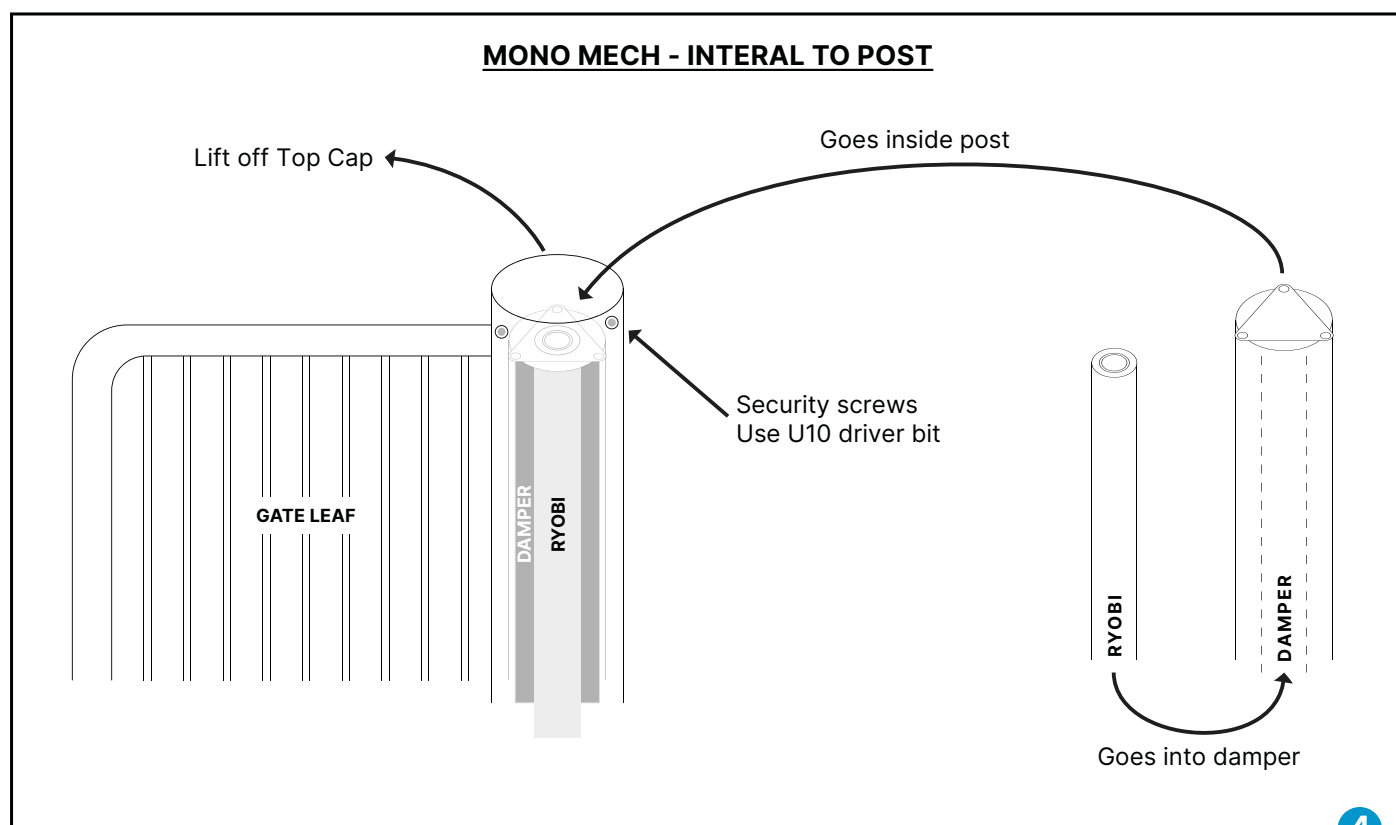 MONO MECH - INTERAL TO POST
Goes inside post
Lift off Top Cap
Security screws
Use U10 driver bit
GATE LEAF
DAMPER
RYOBI
RYOBI
DAMPER
Goes into damper
4